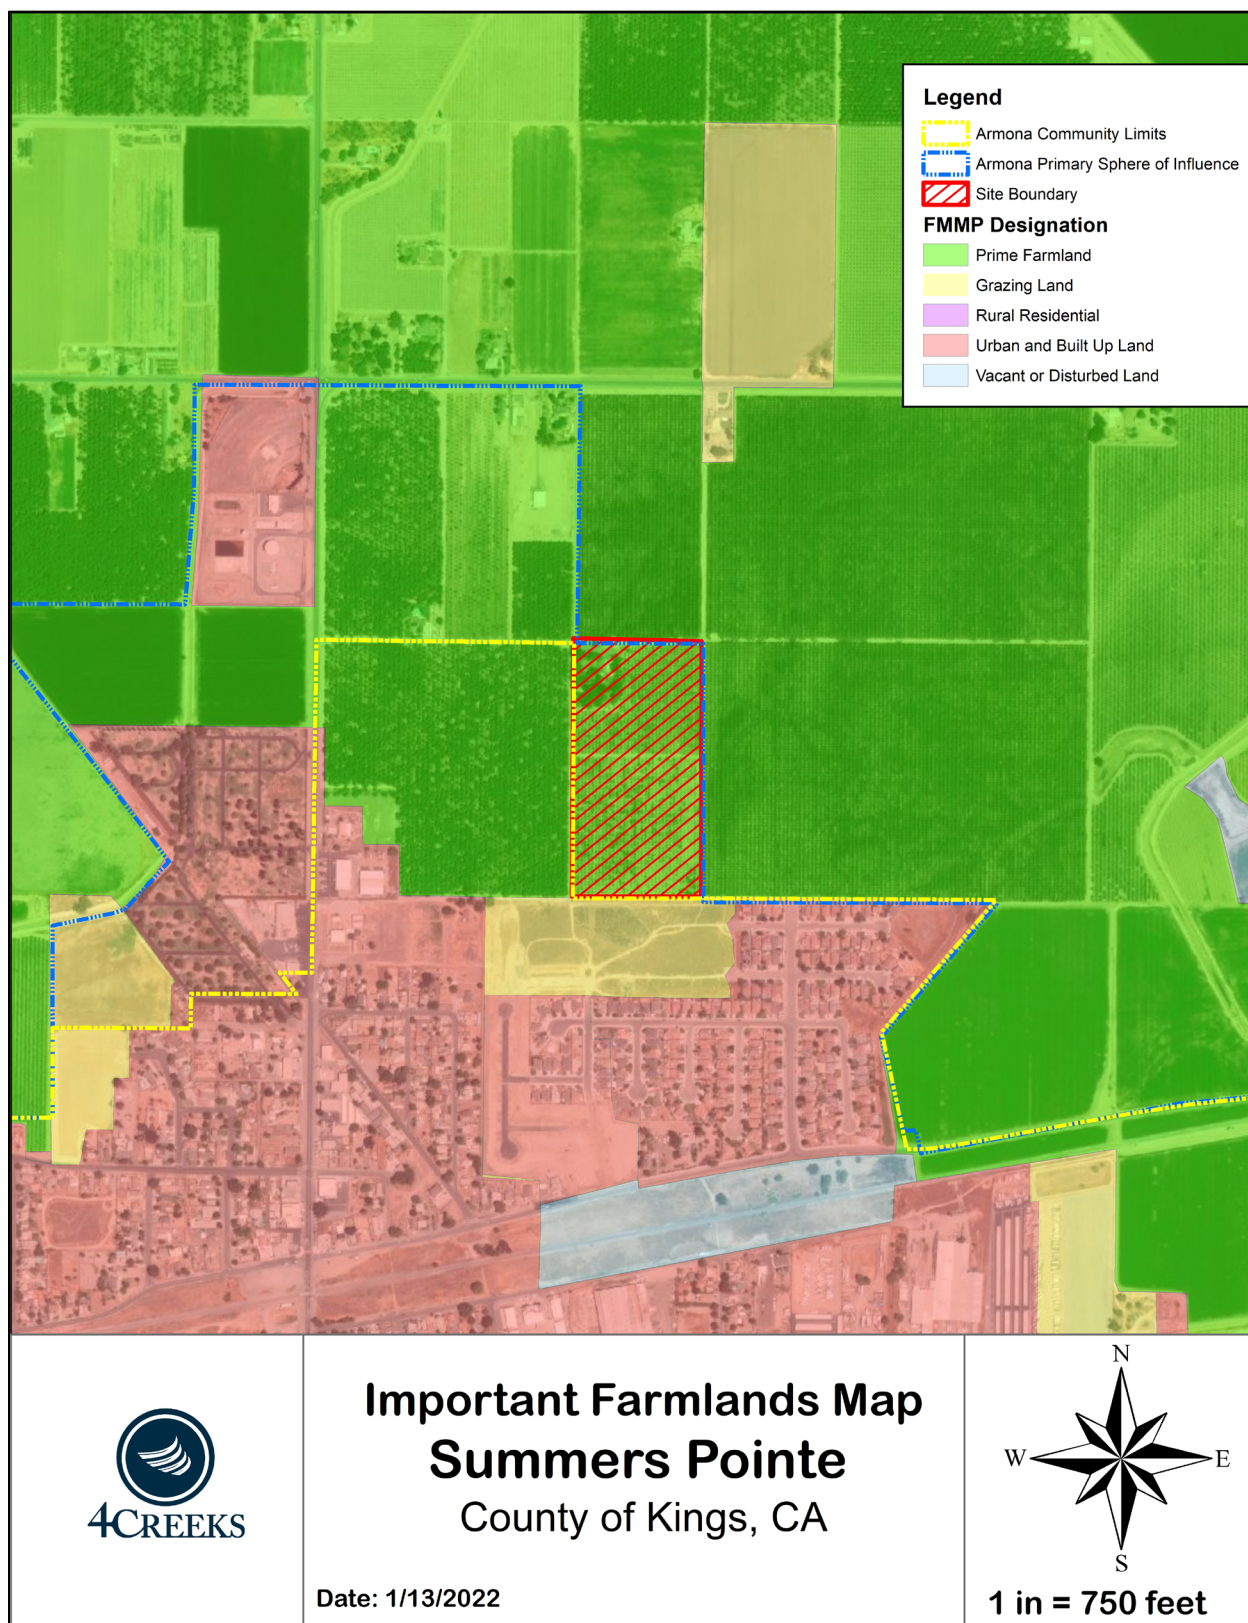 Legend
Armona Community Limits
Armona Primary Sphere of Influence
Site Boundary
FMMP Designation
Prime Farmland
Grazing Land
Rural Residential
Urban and Built Up Land
Vacant or Disturbed Land
4CREEKS
Important Farmlands Map
Summers Pointe
County of Kings, CA
Date: 1/13/2022
N
W
E
S
1 in = 750 feet